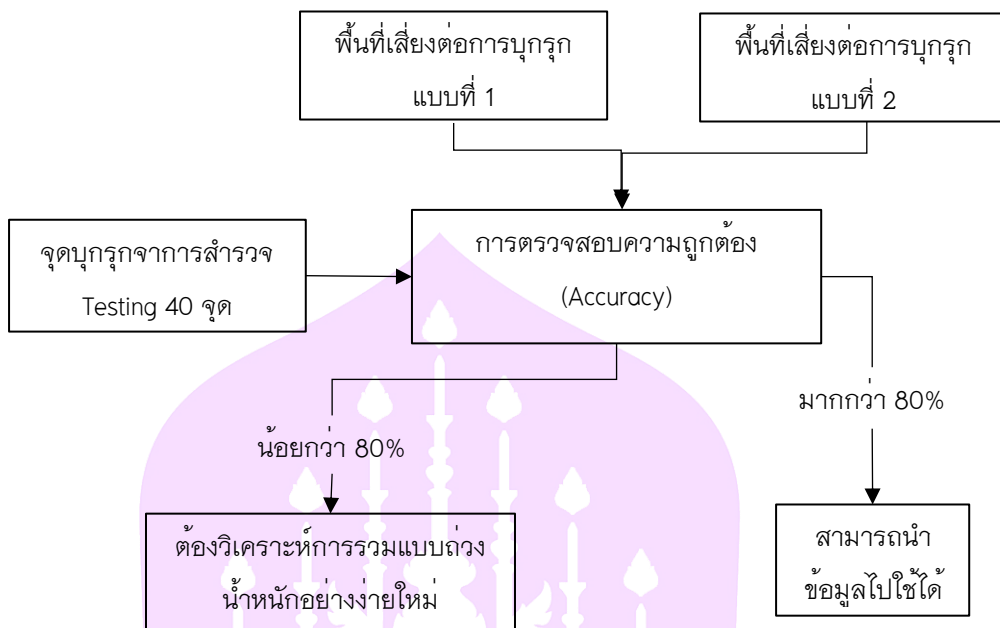 พื้นที่เสี่ยงต่อการบุกรุก
แบบที่ 1
พื้นที่เสี่ยงต่อการบุกรุก
แบบที่ 2
จุดบุกรุกจาการสำรวจ
Testing 40 จุด
การตรวจสอบความถูกต้อง
(Accuracy)
มากกว่า 80%
น้อยกว่า 80%
ต้องวิเคราะห์การรวมแบบถ่วง
น้ำหนักอย่างง่ายใหม่
สามารถนำ
ข้อมูลไปใช้ได้